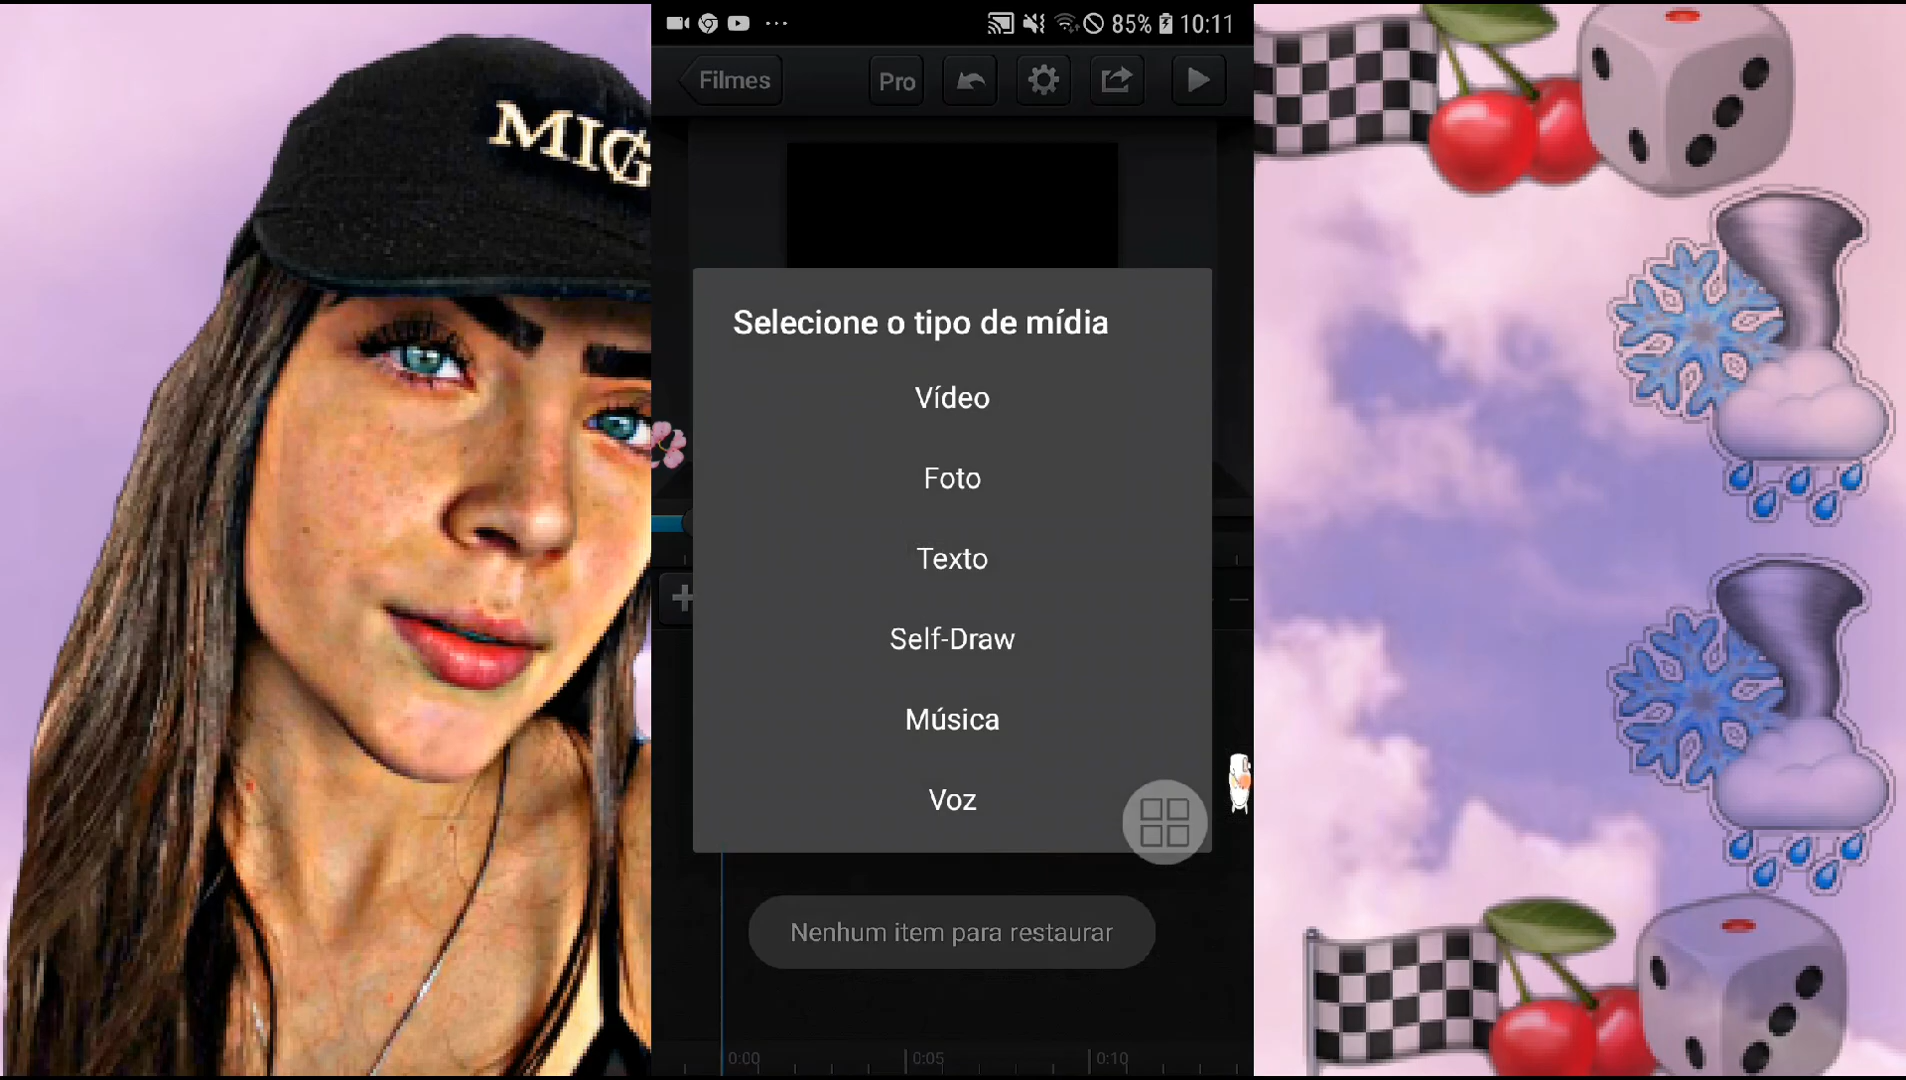 MIG
85% 10:11
Filmes
Pro
Selecione o tipo de mídia
Vídeo
Foto
Texto
Self-Draw
Música
Voz
Nenhum item para restaurar
0:00 0:05 0:10